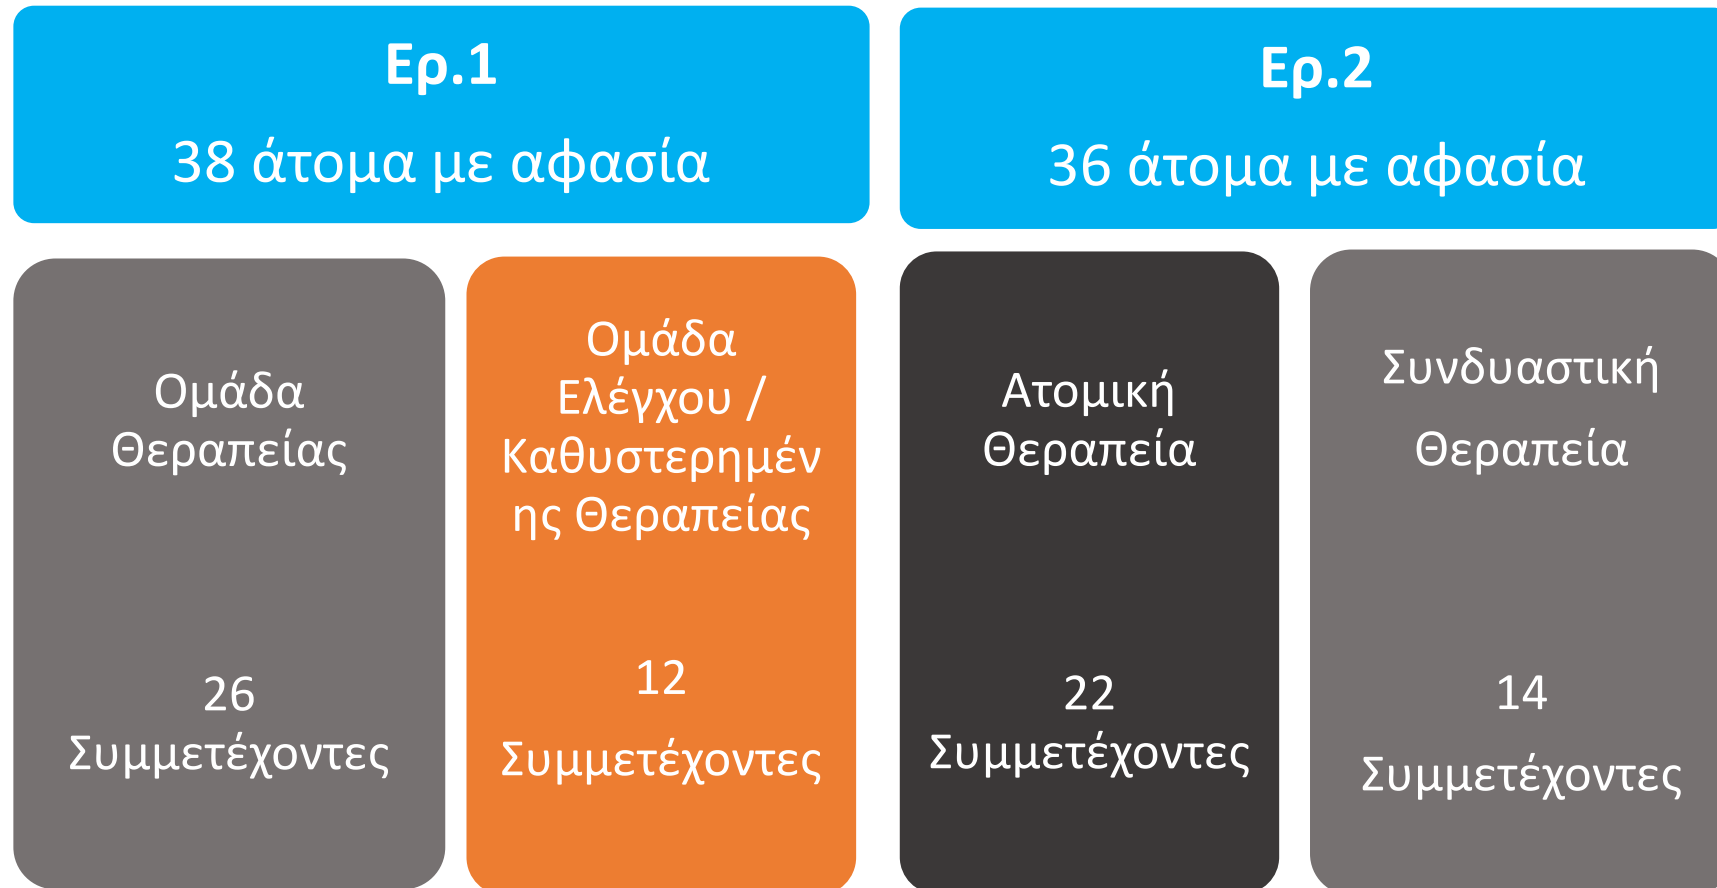 Ερ.1
38 άτομα με αφασία
Ερ.2
36 άτομα με αφασία
Ομάδα
Θεραπείας
26
Συμμετέχοντες
Ομάδα
Ελέγχου /
Καθυστερημέν
ης Θεραπείας
12
Συμμετέχοντες
Ατομική
Θεραπεία
22
Συμμετέχοντες
Συνδυαστική
Θεραπεία
14
Συμμετέχοντες